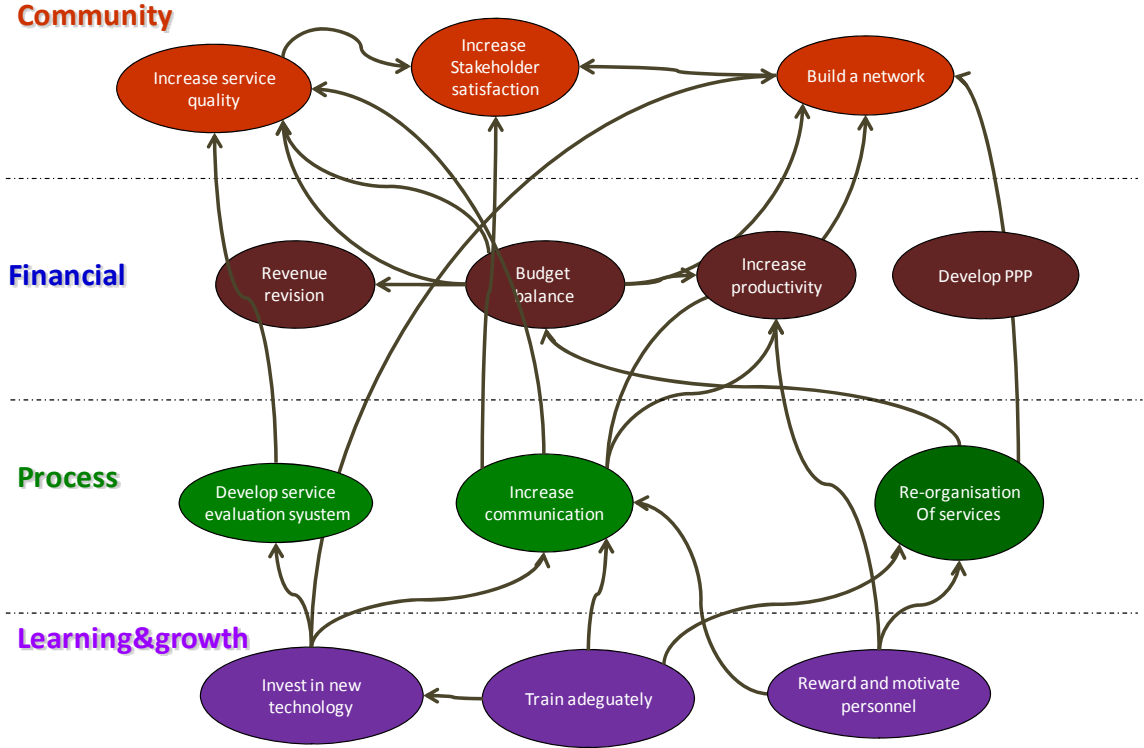 Community
Increase service
quality
Increase
Stakeholder
satisfaction
Build a network
Financial
Revenue
revision
Budget
balance
Increase
productivity
Develop PPP
Process
Develop service
evaluation syustem
Increase
communication
Re-organisation
Of services
Learning&growth
Invest in new
technology
Train adeguately
Reward and motivate
personnel